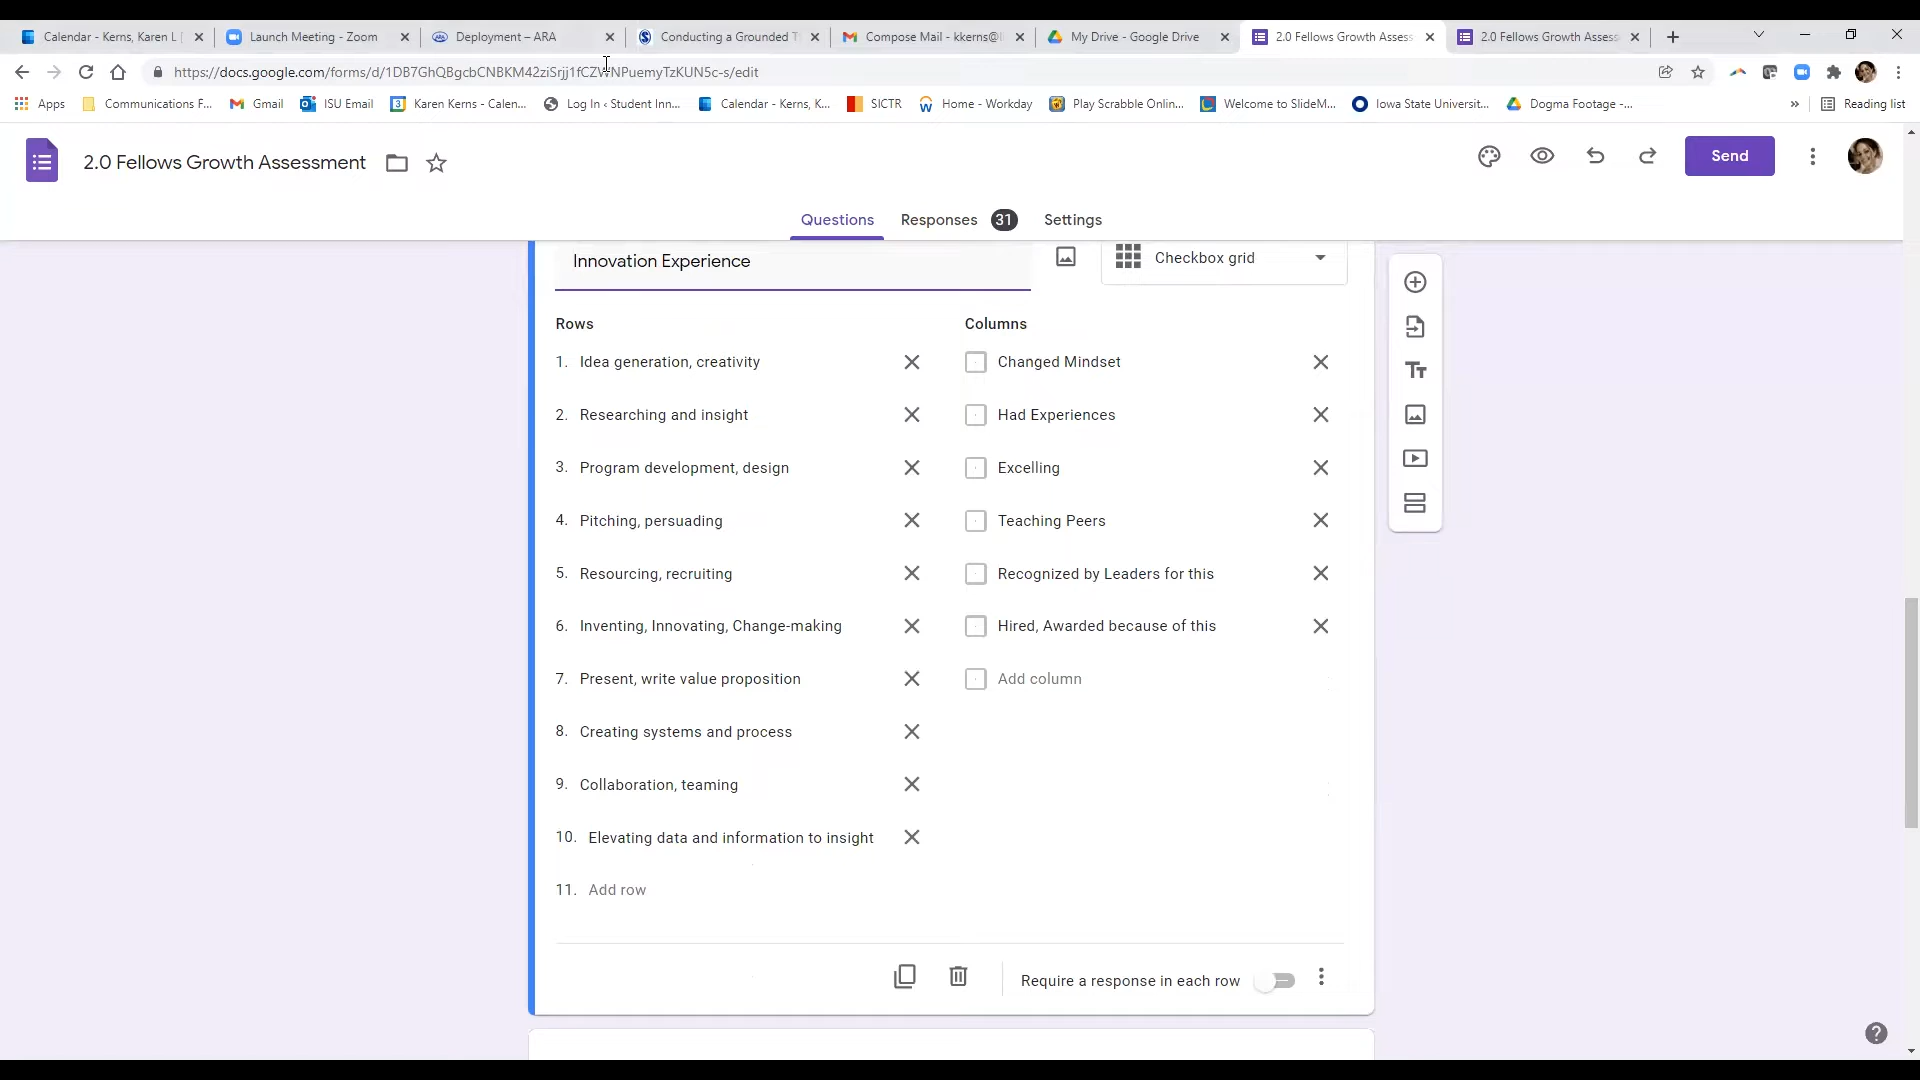 Calendar - Kerns, Karen L
Launch Meeting - Zoom
Deployment – ARA
Conducting a Grounded T
Compose Mail - kkerns@i
My Drive - Google Drive
2.0 Fellows Growth Assess
2.0 Fellows Growth Assess
https://docs.google.com/forms/d/1DB7GhQBgcbCNBKM42ziSrjj1fCZVNPuemyTzKUN5c-s/edit
Apps
Communications F...
Gmail
ISU Email
Karen Kerns - Calen...
Log In ‹ Student Inn...
Calendar - Kerns, K...
SICTR
Home - Workday
Play Scrabble Onlin...
Welcome to SlideM...
Iowa State Universit...
Dogma Footage -...
»
Reading list
2.0 Fellows Growth Assessment
Send
Questions
Responses 31
Settings
Innovation Experience
Checkbox grid
Rows
Columns
1. Idea generation, creativity
Changed Mindset
2. Researching and insight
Had Experiences
3. Program development, design
Excelling
4. Pitching, persuading
Teaching Peers
5. Resourcing, recruiting
Recognized by Leaders for this
6. Inventing, Innovating, Change-making
Hired, Awarded because of this
7. Present, write value proposition
Add column
8. Creating systems and process
9. Collaboration, teaming
10. Elevating data and information to insight
11. Add row
Require a response in each row